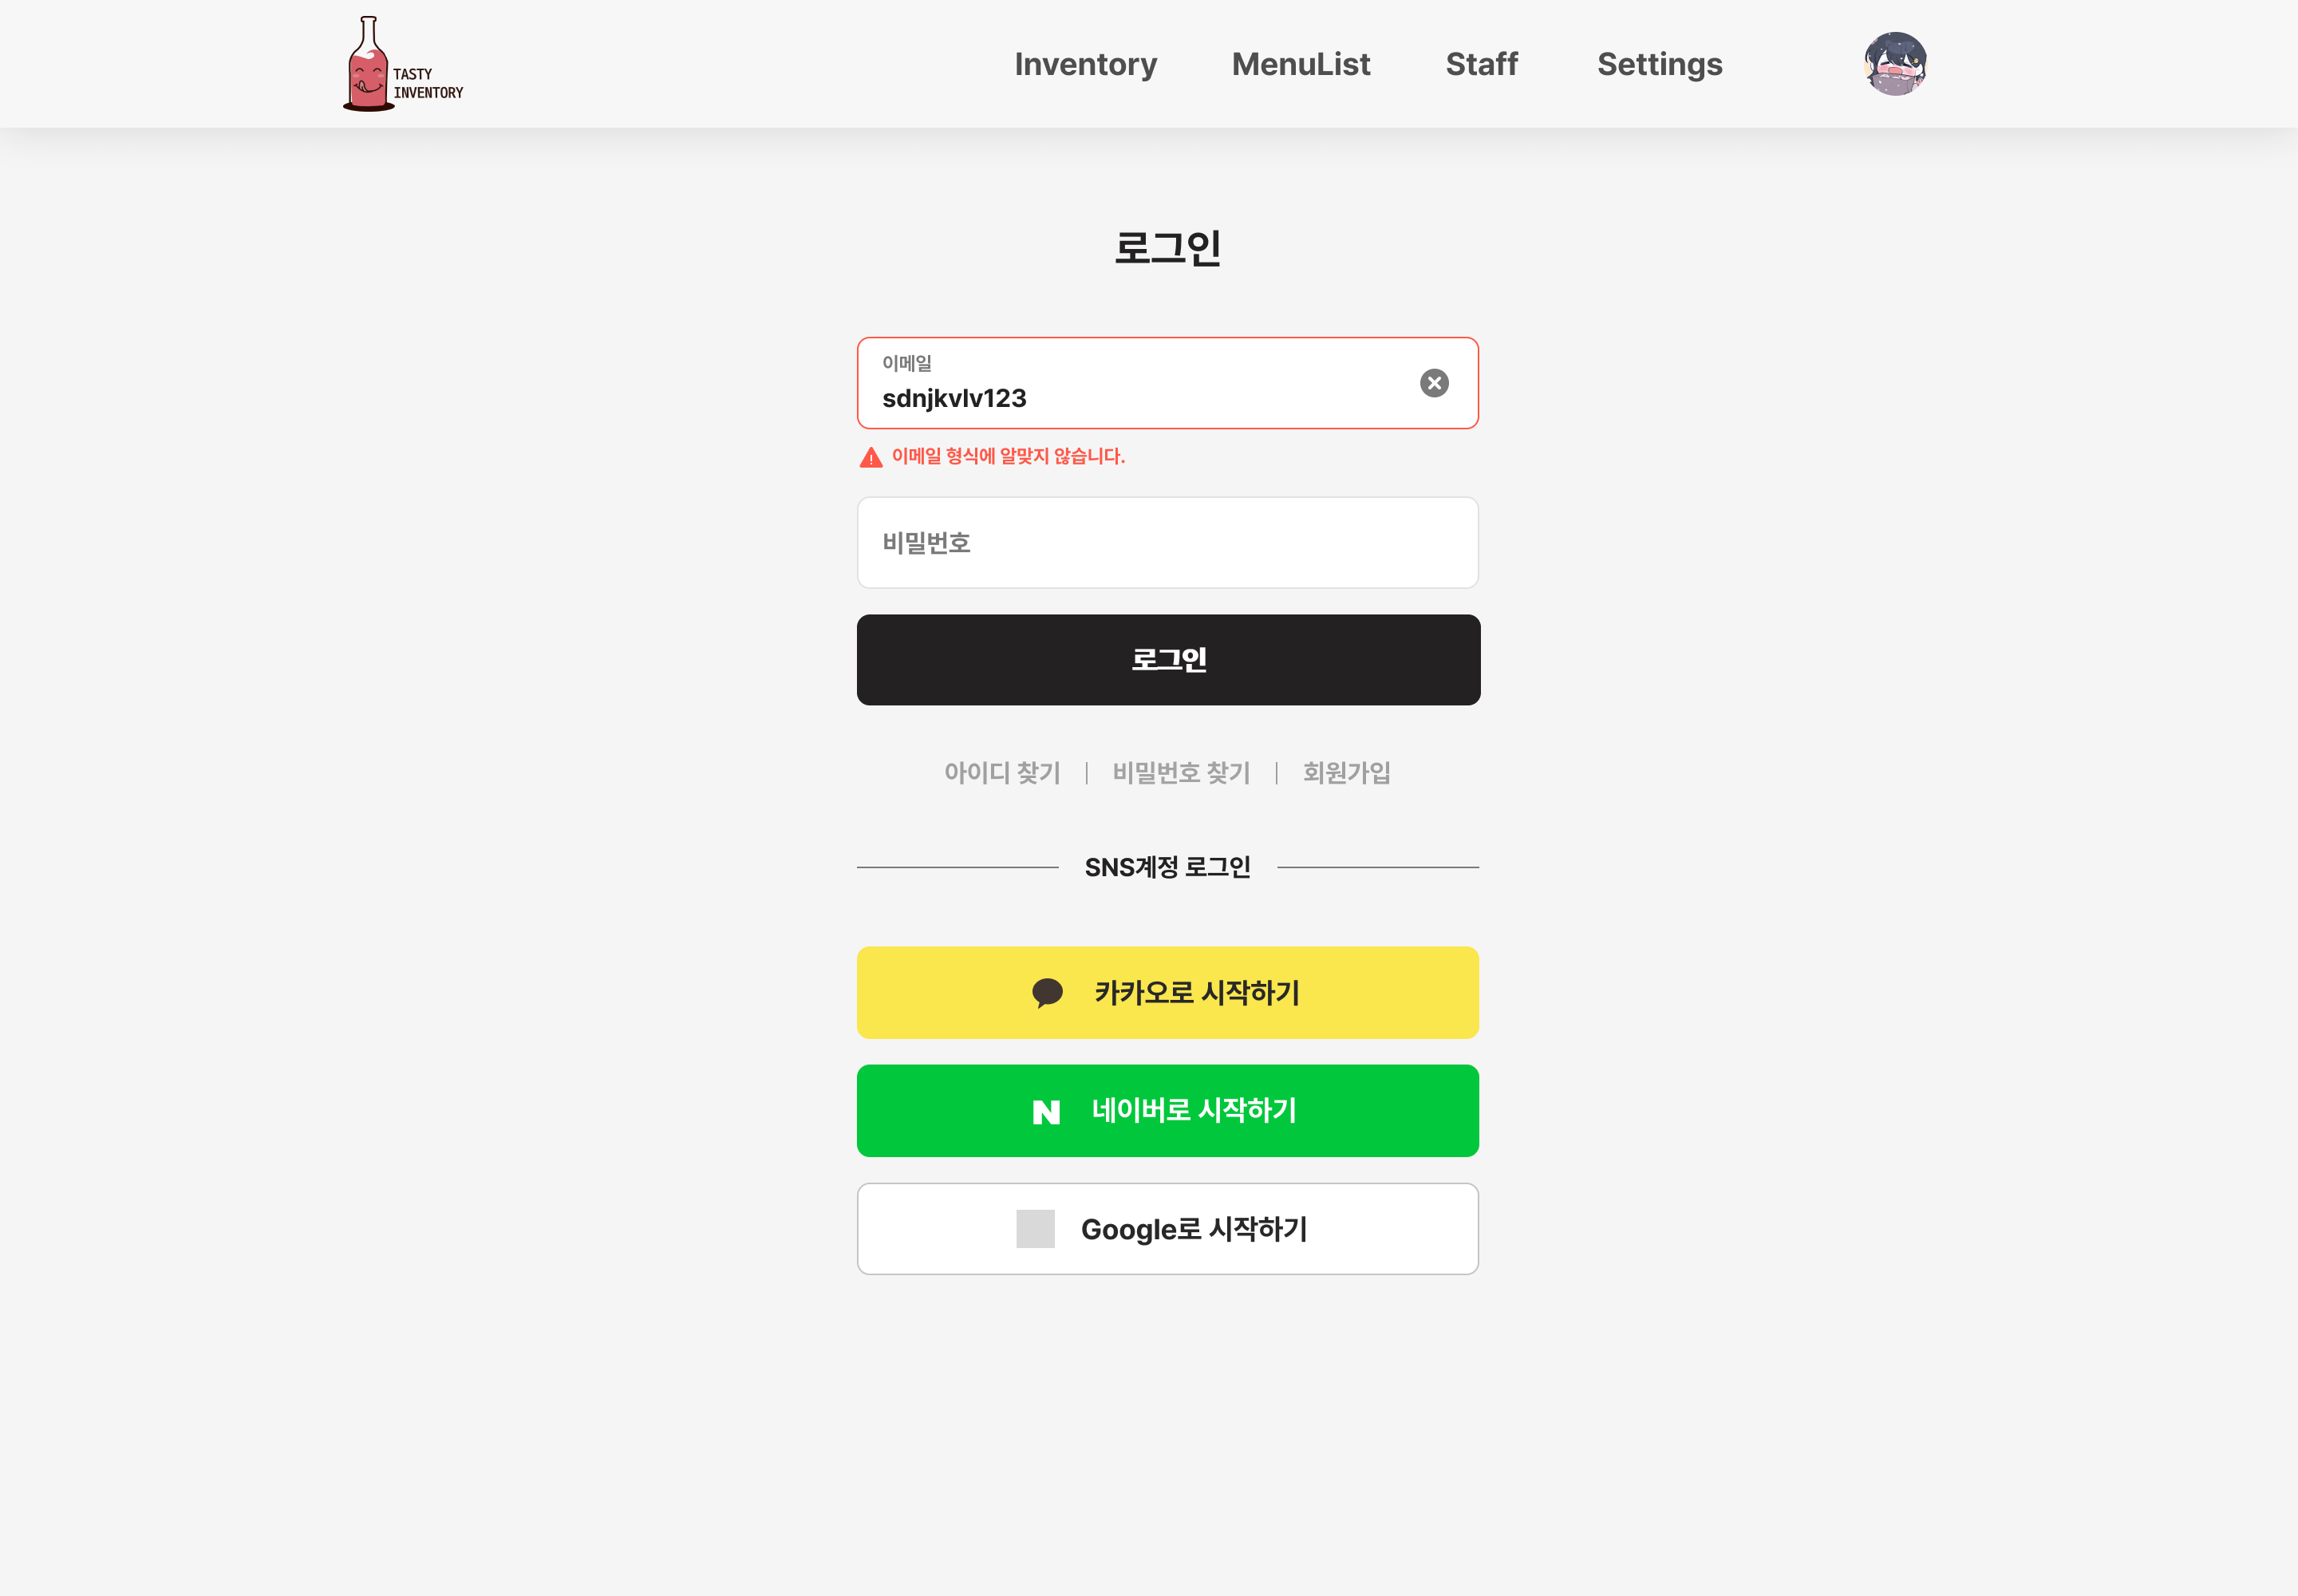 TASTY
INVENTORY
Inventory MenuList Staff Settings
로그인
이메일
sdnjkvlv123
이메일 형식에 알맞지 않습니다.
비밀번호
로그인
아이디 찾기 | 비밀번호 찾기 | 회원가입
SNS계정 로그인
카카오로 시작하기
N 네이버로 시작하기
Google로 시작하기